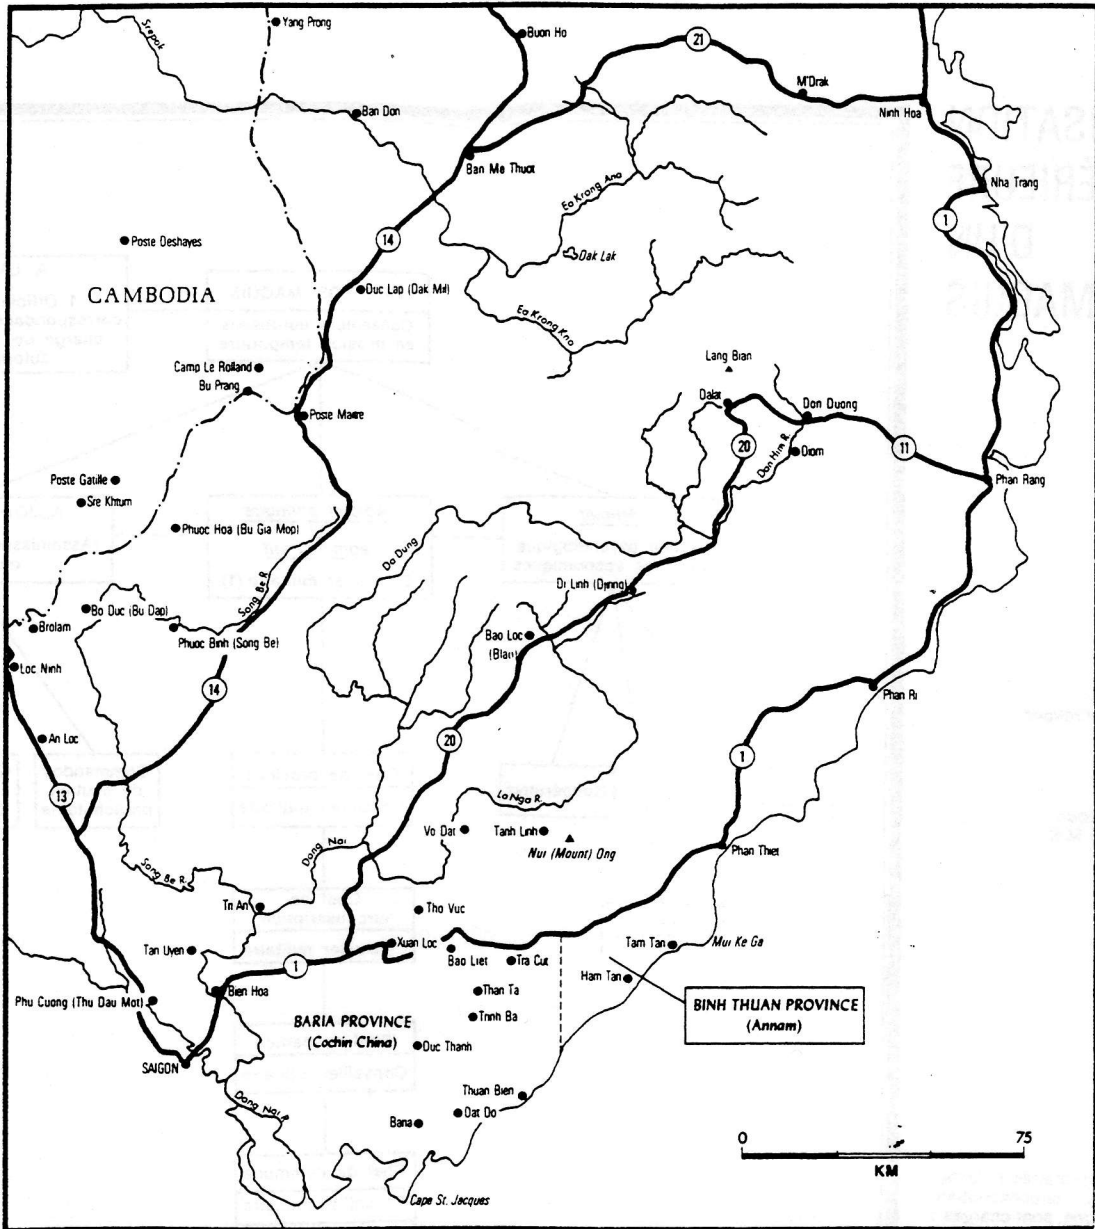 Yang Prong
Buon Ho
Srepok
21
M'Drak
Ban Don
Ninh Hoa
Ban Me Thuot
Ea Krong Ana
Nha Trang
1
Poste Deshayes
14
Dak Lak
CAMBODIA
Duc Lap (Dak Mil)
Ea Krong Kno
Lang Bian
Camp Le Rolland
Bu Prang
Dalat
Don Duong
Poste Maitre
20
Don Him R.
Diom
11
Poste Gatille
Sre Khtum
Phan Rang
Phuoc Hoa (Bu Gia Mop)
Da Dung
Song Be R.
Di Linh (Djiring)
Bo Duc (Bu Dap)
Brolam
Phuoc Binh (Song Be)
Bao Loc
(Blao)
Loc Ninh
14
Phan Ri
An Loc
20
1
13
La Nga R.
Vo Dat
Tanh Linh
Nui (Mount) Ong
Dong Nai
Phan Thiet
Song Be R.
Tri An
Tho Vuc
Tan Uyen
Xuan Loc
Bao Liet
Tra Cut
Tam Tan
Mui Ke Ga
1
Ham Tan
Phu Cuong (Thu Dau Mot)
Bien Hoa
Than Ta
BINH THUAN PROVINCE
(Annam)
BARIA PROVINCE
(Cochin China)
Trinh Ba
Duc Thanh
SAIGON
Thuan Bien
Dong Nai R.
Dat Do
Baria
Cape St. Jacques
0
75
KM